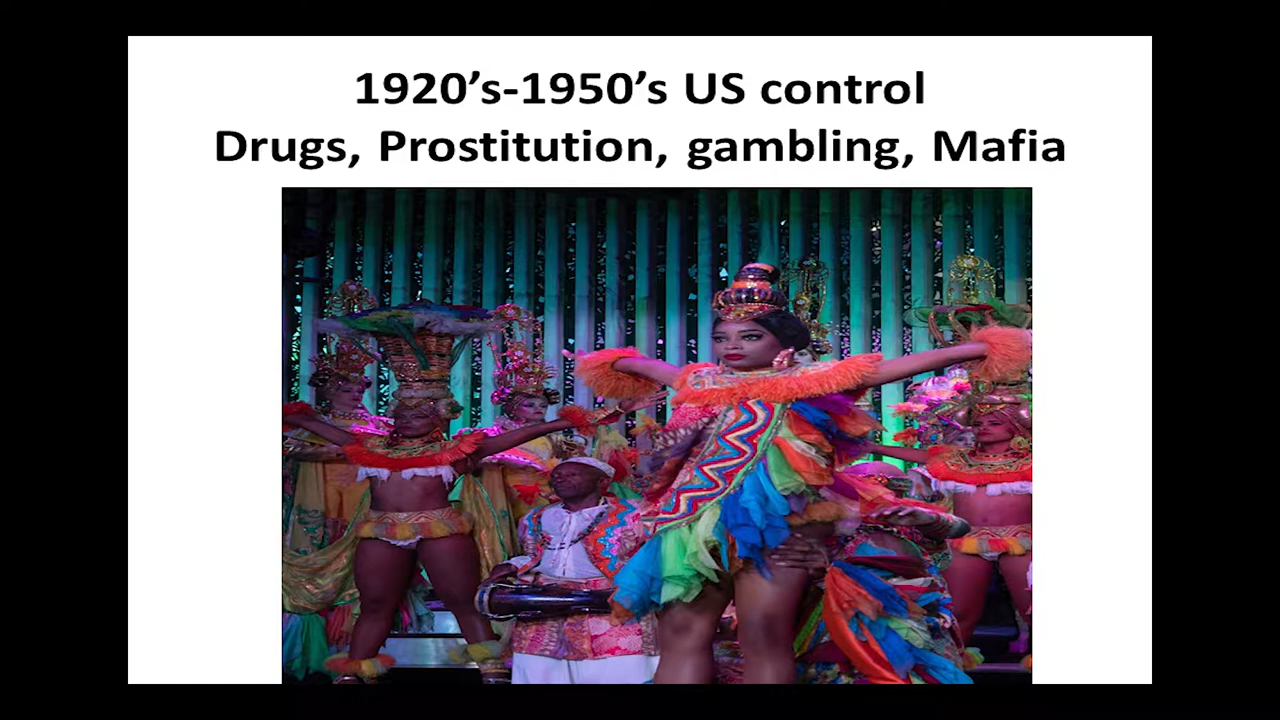 1920’s-1950’s US control
Drugs, Prostitution, gambling, Mafia